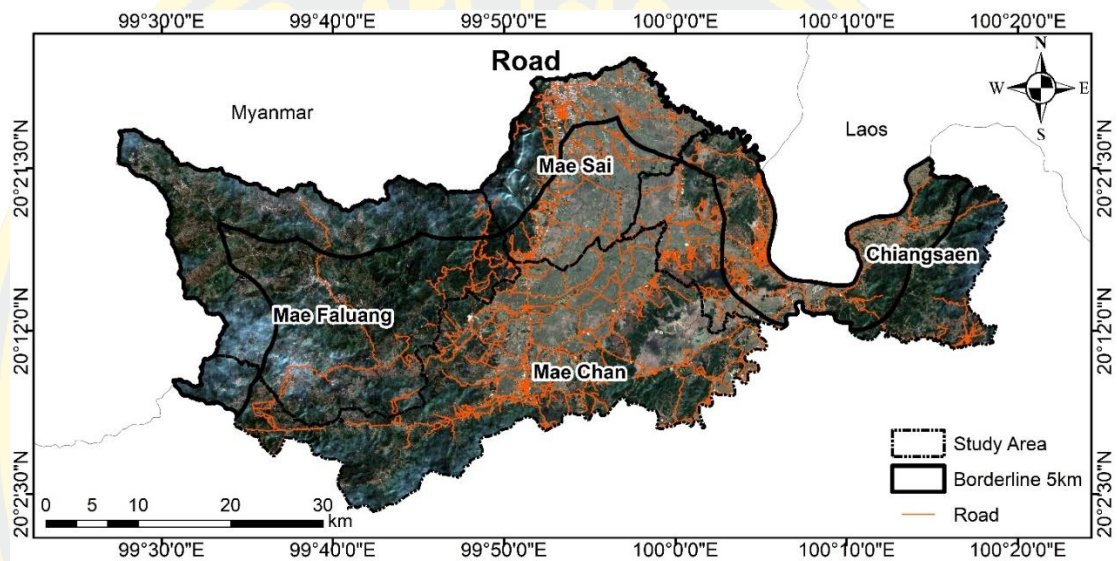 99°30'0"E 99°40'0"E 99°50'0"E 100°0'0"E 100°10'0"E 100°20'0"E
Road
N
W E
S
Myanmar
Laos
20°21'30"N
20°21'30"N
Mae Sai
Chiangsaen
Mae Faluang
20°12'0"N
20°12'0"N
Mae Chan
Study Area
Borderline 5km
Road
20°2'30"N
20°2'30"N
0 5 10 20 30
km
99°30'0"E 99°40'0"E 99°50'0"E 100°0'0"E 100°10'0"E 100°20'0"E